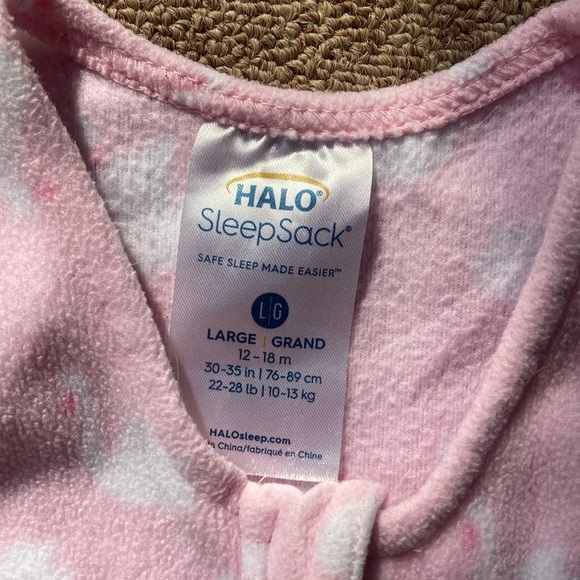 HALO®
SleepSack®
SAFE SLEEP MADE EASIER™
L|G
LARGE | GRAND
12-18 m
30-35 in | 76-89 cm
22-28 lb | 10-13 kg
HALOsleep.com
in China/fabriqué en Chine